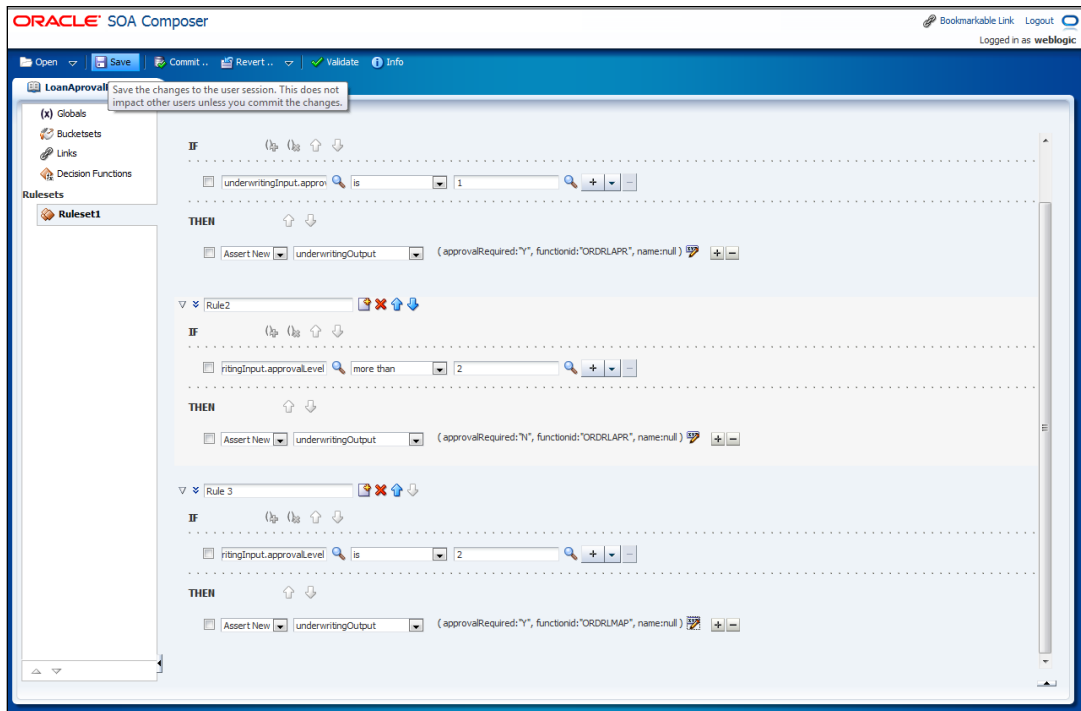 ORACLE SOA Composer
Bookmarkable Link Logout
Logged in as weblogic
Open Save Commit .. Revert .. Validate Info
LoanAproval
Save the changes to the user session. This does not
impact other users unless you commit the changes.
(x) Globals
Bucketsets
Links
Decision Functions
Rulesets
Ruleset1
IF
underwritingInput.approv is 1
THEN
Assert New underwritingOutput ( approvalRequired:"Y", functionid:"ORDRLAPR", name:null )
Rule2
IF
ritingInput.approvalLevel more than 2
THEN
Assert New underwritingOutput ( approvalRequired:"N", functionid:"ORDRLAPR", name:null )
Rule 3
IF
ritingInput.approvalLevel is 2
THEN
Assert New underwritingOutput ( approvalRequired:"Y", functionid:"ORDRLMAP", name:null )